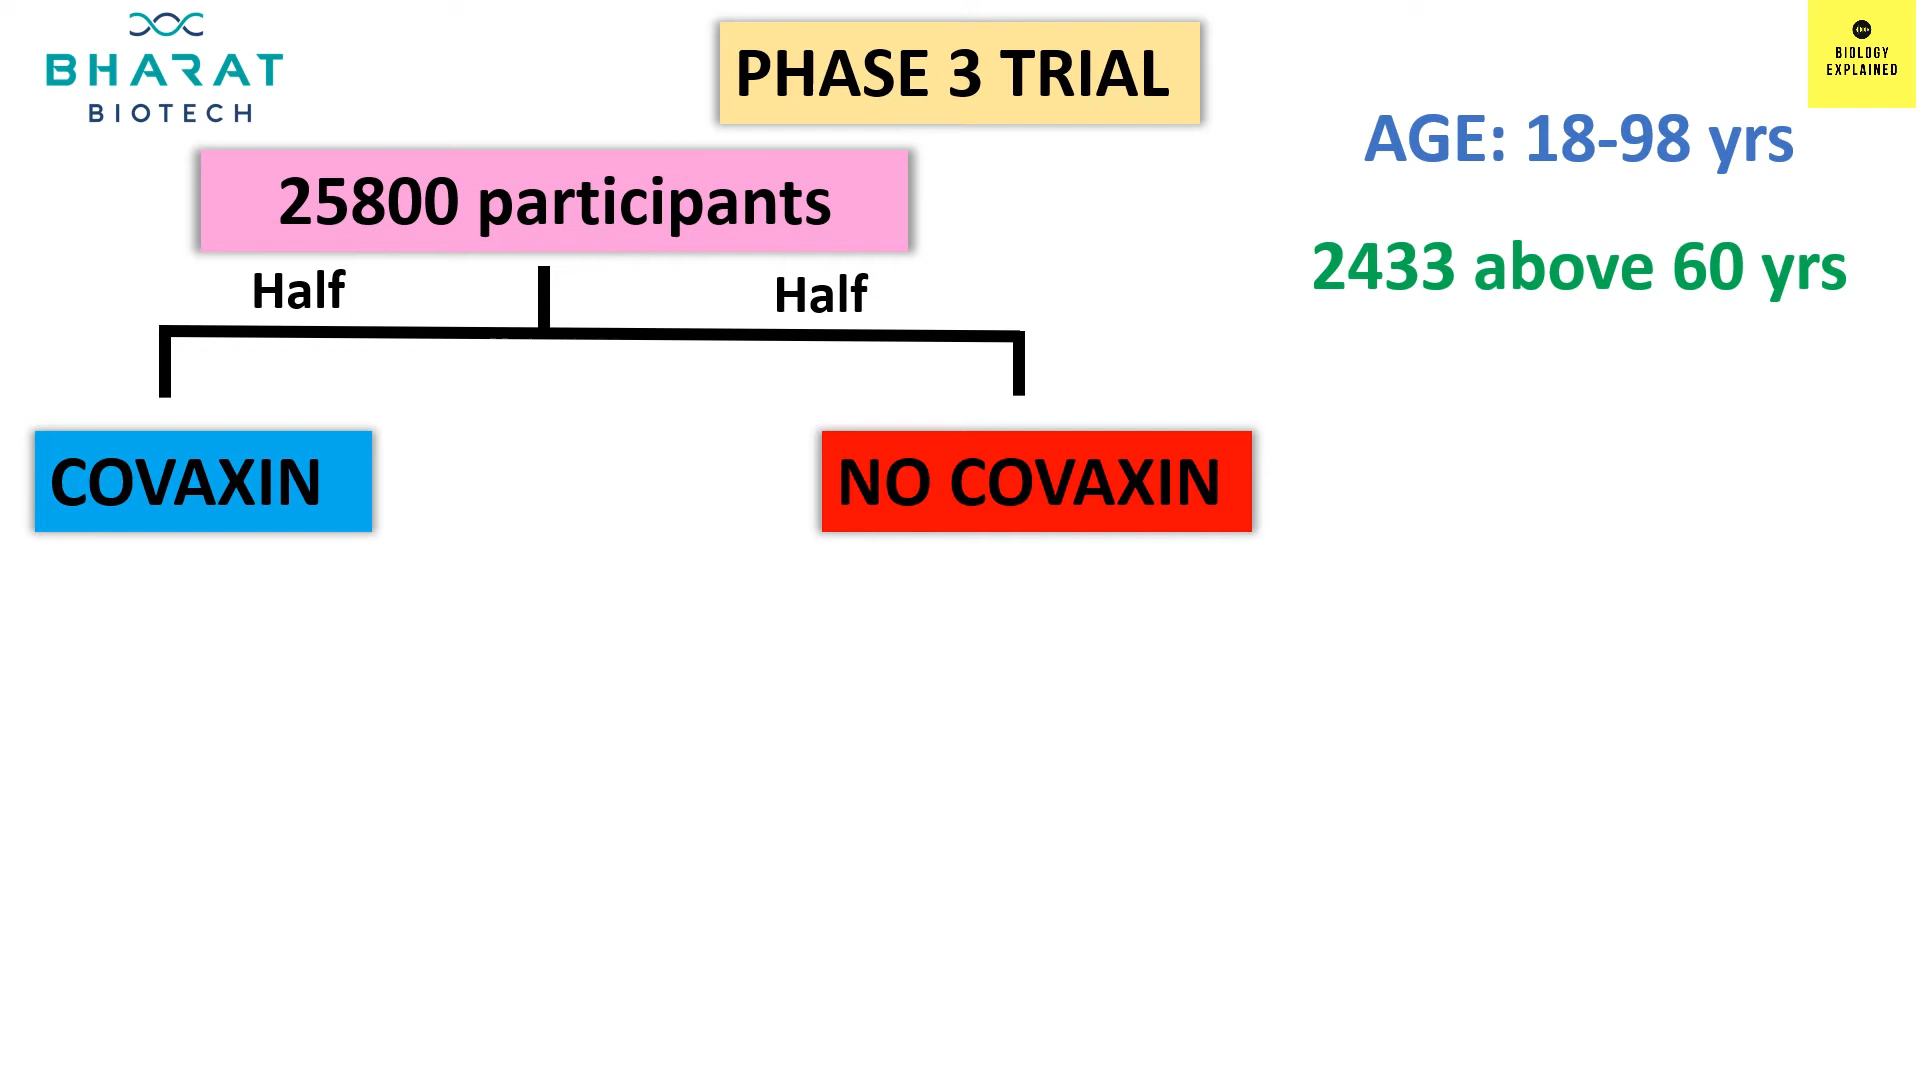 BHARAT
BIOTECH
PHASE 3 TRIAL
BIOLOGY
EXPLAINED
AGE: 18-98 yrs
25800 participants
2433 above 60 yrs
Half
Half
COVAXIN
NO COVAXIN